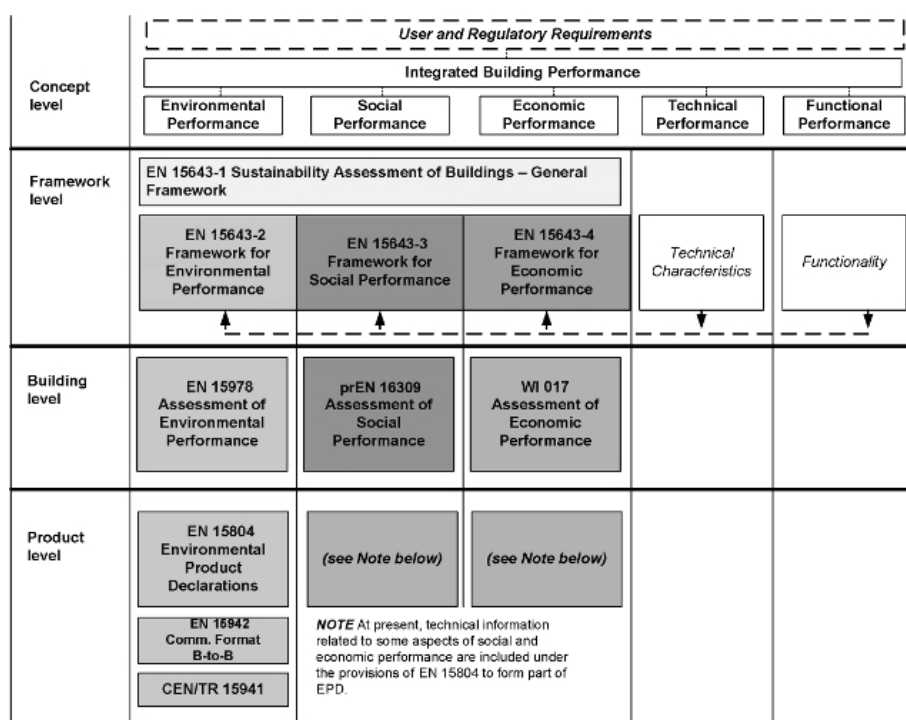 User and Regulatory Requirements
Integrated Building Performance
Concept
level
Environmental
Performance
Social
Performance
Economic
Performance
Technical
Performance
Functional
Performance
Framework
level
EN 15643-1 Sustainability Assessment of Buildings – General
Framework
EN 15643-2
Framework for
Environmental
Performance
EN 15643-3
Framework for
Social Performance
EN 15643-4
Framework for
Economic
Performance
Technical
Characteristics
Functionality
Building
level
EN 15978
Assessment of
Environmental
Performance
prEN 16309
Assessment of
Social
Performance
WI 017
Assessment of
Economic
Performance
Product
level
EN 15804
Environmental
Product
Declarations
(see Note below)
(see Note below)
EN 15942
Comm. Format
B-to-B
CEN/TR 15941
NOTE At present, technical information
related to some aspects of social and
economic performance are included under
the provisions of EN 15804 to form part of
EPD.